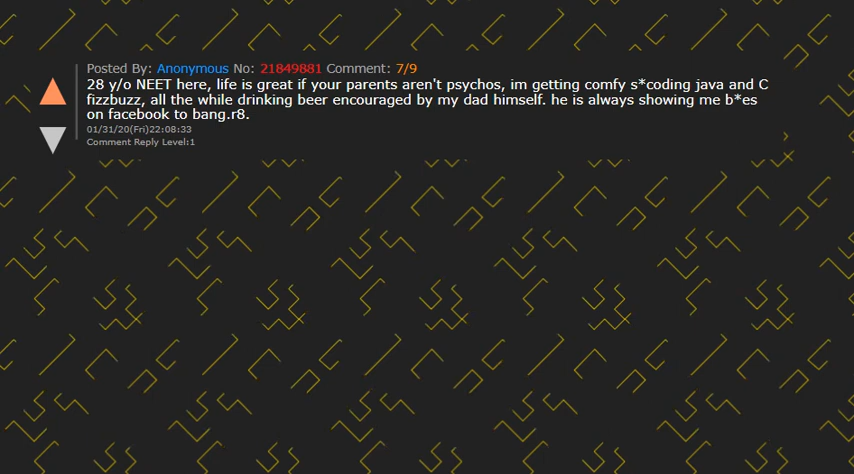 Posted By: Anonymous No: 21849881 Comment: 7/9
28 y/o NEET here, life is great if your parents aren't psychos, im getting comfy s*coding java and C
fizzbuzz, all the while drinking beer encouraged by my dad himself. he is always showing me b*es
on facebook to bang.r8.
01/31/20(Fri)22:08:33
Comment Reply Level:1